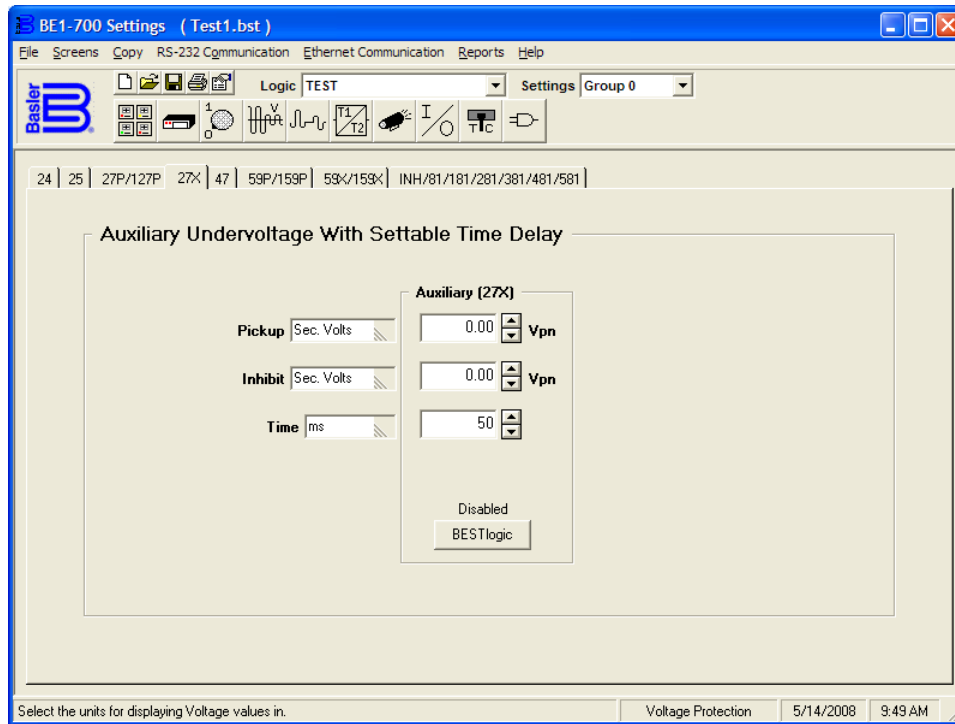 BE1-700 Settings   ( Test1.bst )
File Screens Copy RS-232 Communication Ethernet Communication Reports Help
Basler
B
®
Logic TEST Settings Group 0
1 0 V T1 T2 I O T C
24 25 27P/127P 27X 47 59P/159P 59X/159X INH/81/181/281/381/481/581
Auxiliary Undervoltage With Settable Time Delay
Auxiliary (27X)
Pickup Sec. Volts 0.00 Vpn
Inhibit Sec. Volts 0.00 Vpn
Time ms 50
Disabled
BESTlogic
Select the units for displaying Voltage values in. Voltage Protection 5/14/2008 9:49 AM